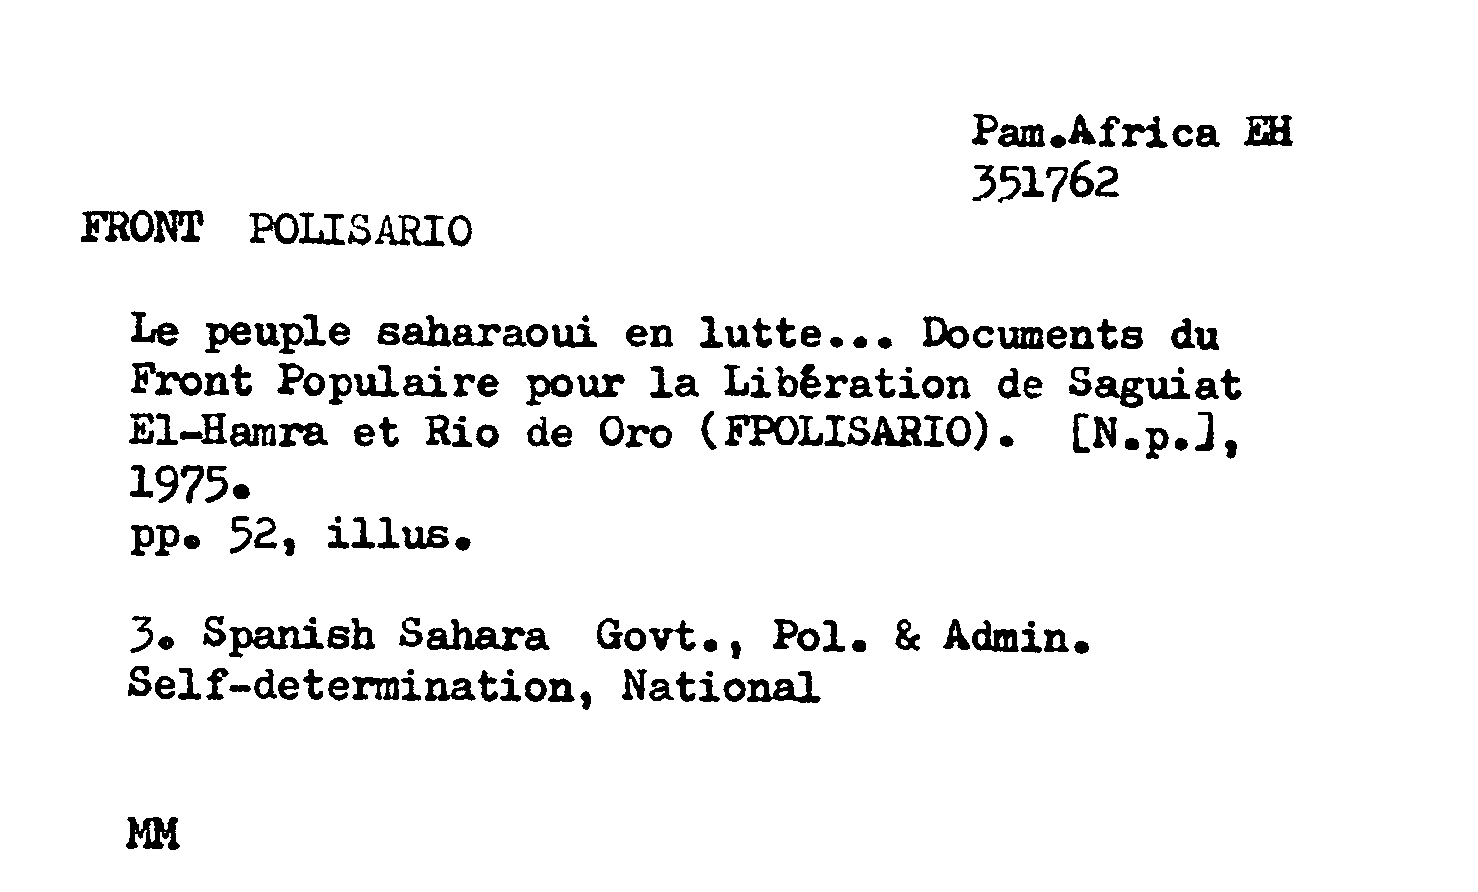 Pam.Africa EH
351762
FRONT POLISARIO
Le peuple saharaoui en lutte... Documents du
Front Populaire pour la Libération de Saguiat
El-Hamra et Rio de Oro (FPOLISARIO). [N.p.],
1975.
pp. 52, illus.
3. Spanish Sahara Govt., Pol. & Admin.
Self-determination, National
MM